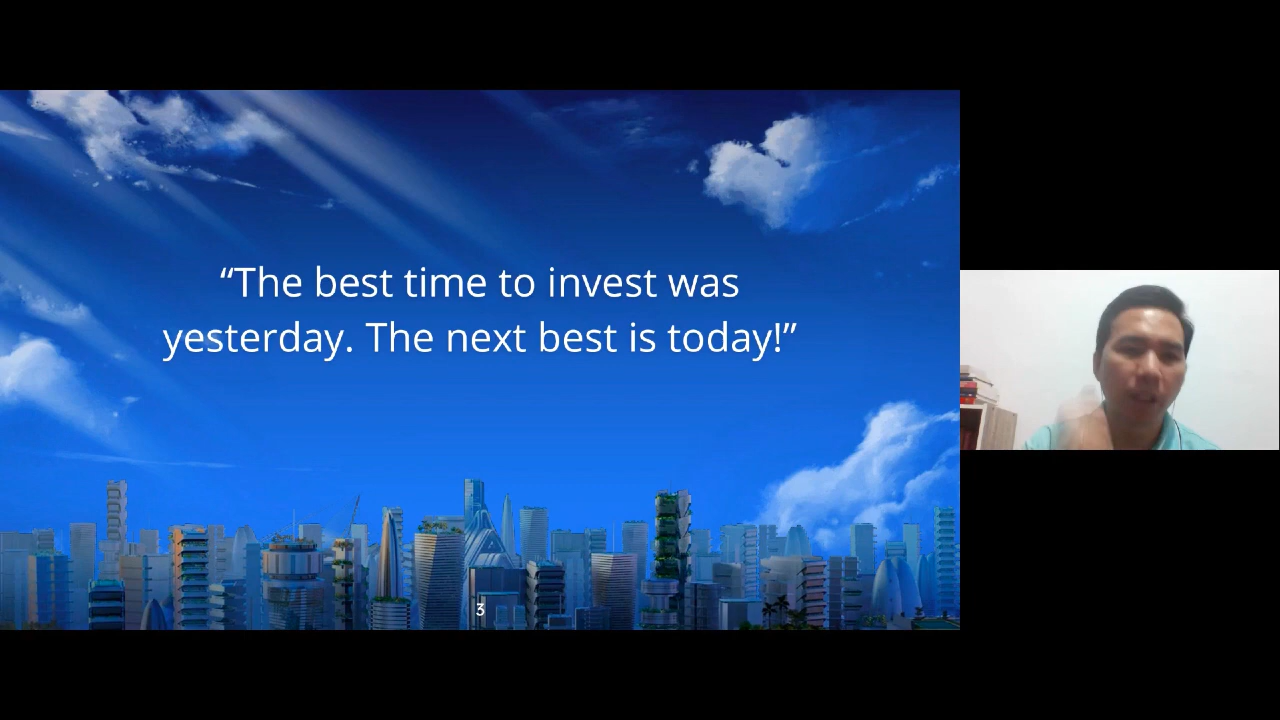 “The best time to invest was
yesterday. The next best is today!”
3